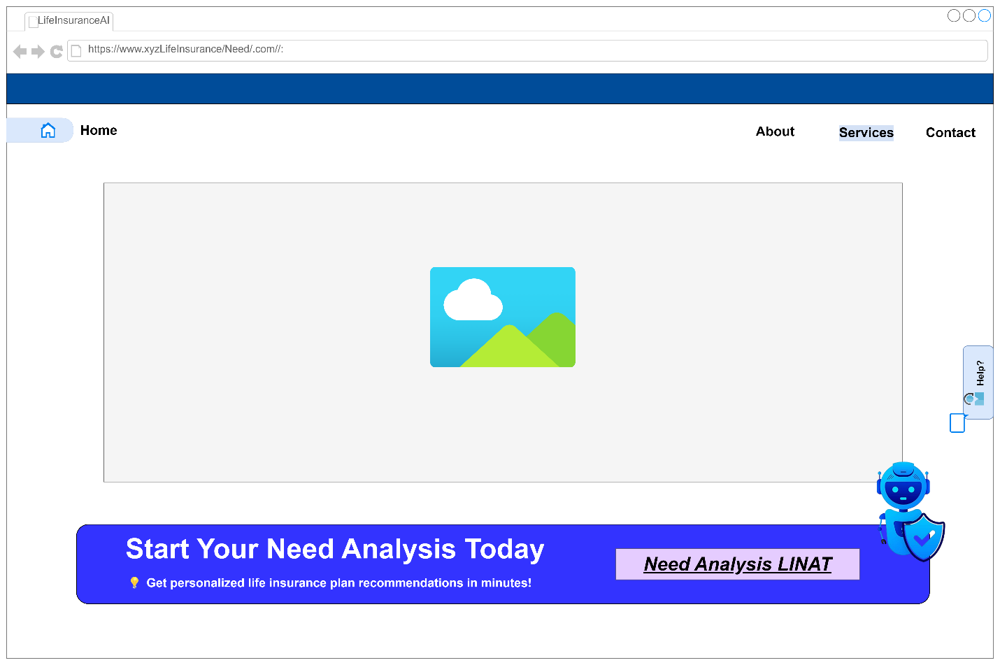 LifeInsuranceAI
https://www.xyzLifeInsurance/Need/.com//:
Home
About
Services
Contact
Help?
Start Your Need Analysis Today
💡 Get personalized life insurance plan recommendations in minutes!
Need Analysis LINAT